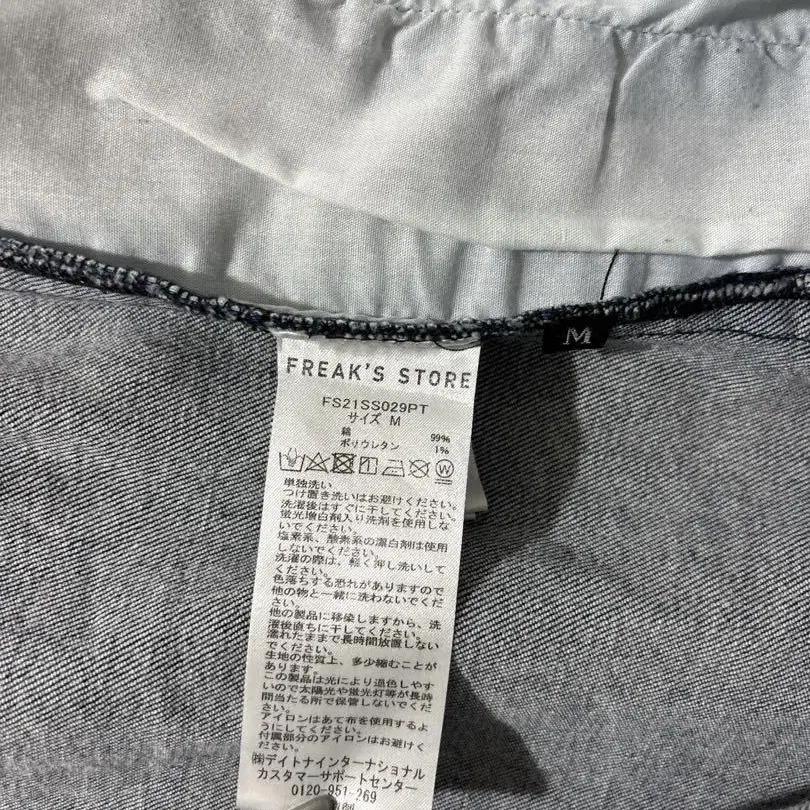 M
FREAK'S STORE
FS21SS029PT
サイズ M
綿 99%
ポリウレタン 1%
W
単独洗い
つけ置き洗いはお避けください。
洗濯後はすぐに干してください。
蛍光増白剤入り洗剤を使用しな
いでください。
塩素系、酸素系の漂白剤は使用
しないでください。
洗濯の際は、軽く押し洗いして
ください。
色落ちする恐れがありますので
他の物と一緒に洗わないでくだ
さい。
他の製品に移染しますから、洗
濯後直ちに干してください。
濡れたままで長時間放置しない
でください。
生地の性質上、多少縮むことが
あります。
この製品は光により退色しやす
いので太陽光や蛍光灯等が長時
間当たる所で保管しないでくだ
さい。
アイロンはあて布を使用するよ
うにしてください。
付属部分のアイロンはお避けく
ださい。
㈱デイトナインターナショナル
カスタマーサポートセンター
0120-951-269